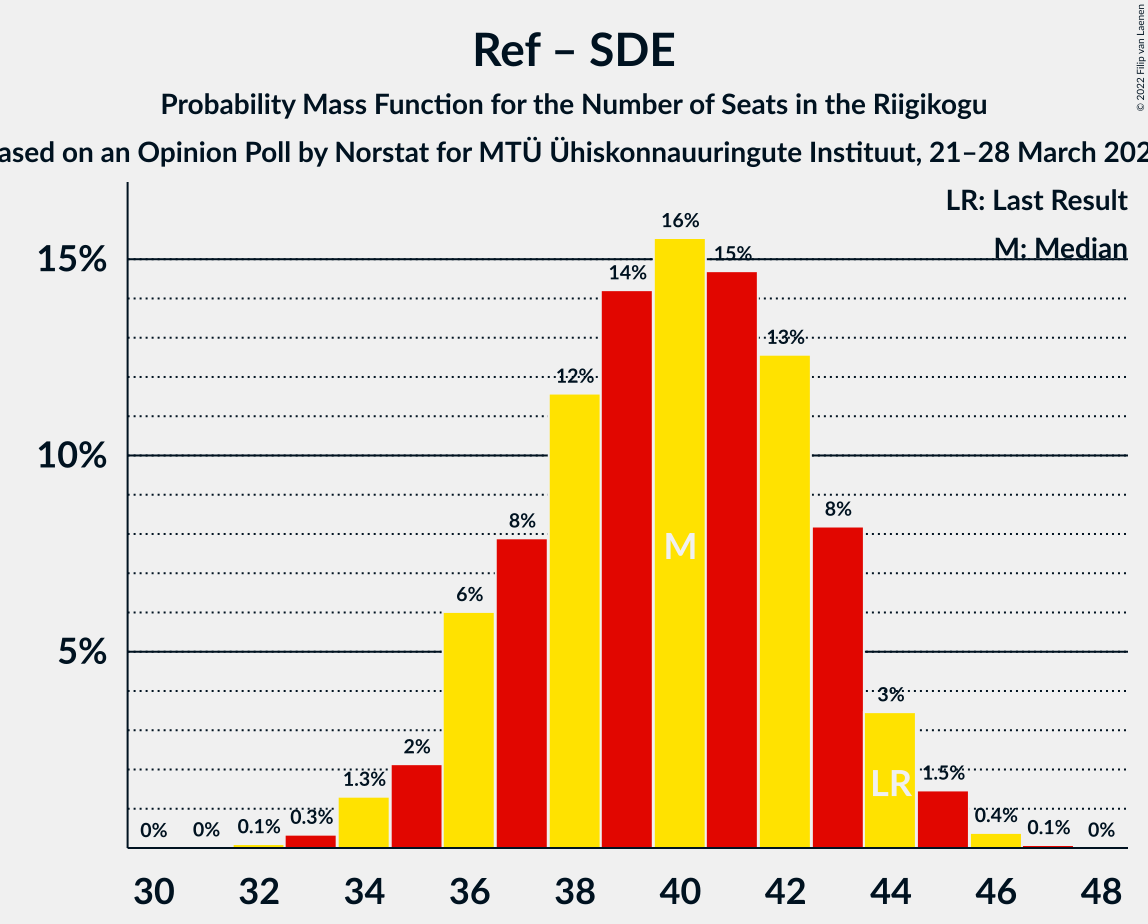 Ref – SDE
Probability Mass Function for the Number of Seats in the Riigikogu
ased on an Opinion Poll by Norstat for MTÜ Ühiskonnauuringute Instituut, 21–28 March 202
© 2022 Filip van Laenen
LR: Last Result
M: Median
15%
10%
5%
0%
0%
0.1%
0.3%
1.3%
2%
6%
8%
12%
14%
16%
15%
13%
8%
3%
1.5%
0.4%
0.1%
0%
M
LR
30 32 34 36 38 40 42 44 46 48